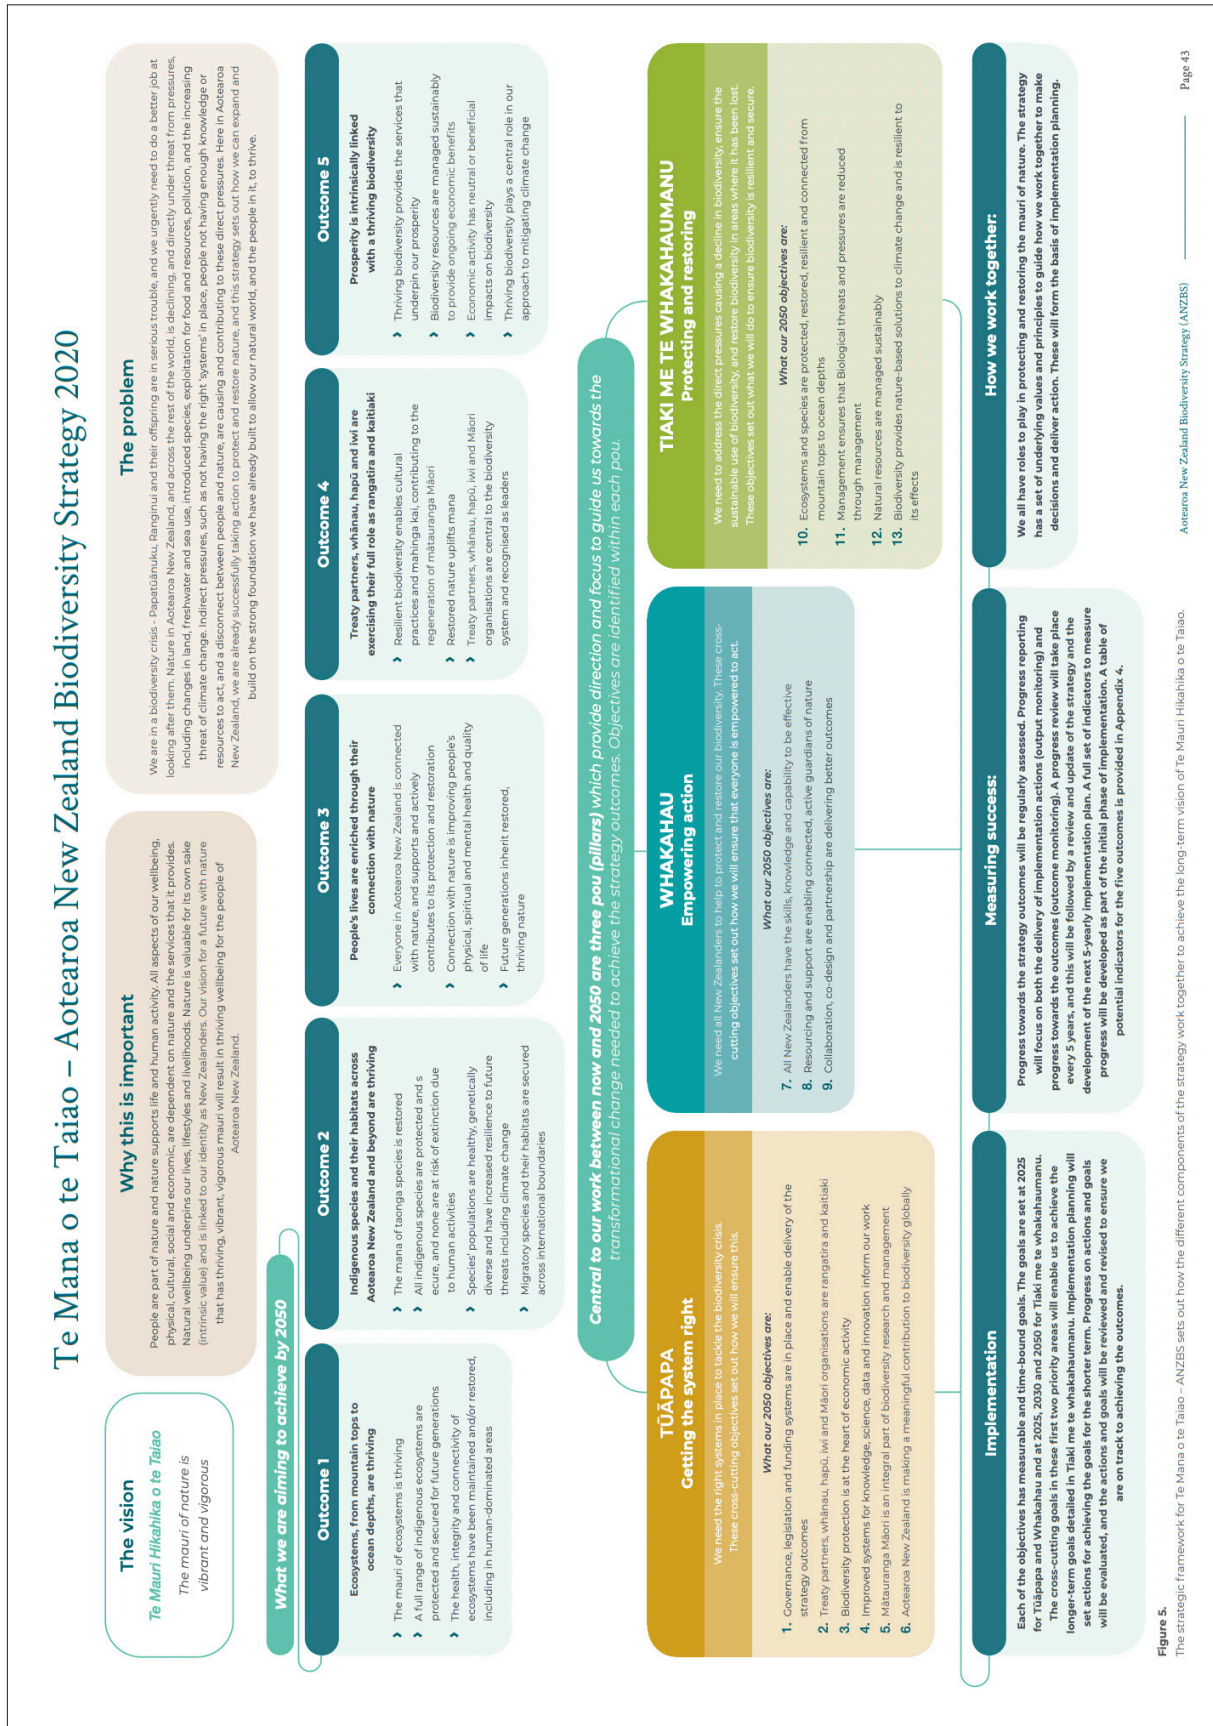 Te Mana o te Taiao – Aotearoa New Zealand Biodiversity Strategy 2020
The vision
Te Mauri Hikahika o te Taiao
The mauri of nature is
vibrant and vigorous
Why this is important
People are part of nature and nature supports life and human activity. All aspects of our wellbeing,
physical, cultural, social and economic, are dependent on nature and the services that it provides.
Natural wellbeing underpins our lives, lifestyles and livelihoods. Nature is valuable for its own sake
(intrinsic value) and is linked to our identity as New Zealanders. Our vision for a future with nature
that has thriving, vibrant, vigorous mauri will result in thriving wellbeing for the people of
Aotearoa New Zealand.
The problem
We are in a biodiversity crisis - Papatūānuku, Ranginui and their offspring are in serious trouble, and we urgently need to do a better job at
looking after them. Nature in Aotearoa New Zealand, and across the rest of the world, is declining, and directly under threat from pressures,
including changes in land, freshwater and sea use, introduced species, exploitation for food and resources, pollution, and the increasing
threat of climate change. Indirect pressures, such as not having the right 'systems' in place, people not having enough knowledge or
resources to act, and a disconnect between people and nature, are causing and contributing to these direct pressures. Here in Aotearoa
New Zealand, we are already successfully taking action to protect and restore nature, and this strategy sets out how we can expand and
build on the strong foundation we have already built to allow our natural world, and the people in it, to thrive.
What we are aiming to achieve by 2050
Outcome 1
Ecosystems, from mountain tops to
ocean depths, are thriving
The mauri of ecosystems is thriving
A full range of indigenous ecosystems are
protected and secured for future generations
The health, integrity and connectivity of
ecosystems have been maintained and/or restored,
including in human-dominated areas
Outcome 2
Indigenous species and their habitats across
Aotearoa New Zealand and beyond are thriving
The mana of taonga species is restored
All indigenous species are protected and s
ecure, and none are at risk of extinction due
to human activities
Species' populations are healthy, genetically
diverse and have increased resilience to future
threats including climate change
Migratory species and their habitats are secured
across international boundaries
Outcome 3
People's lives are enriched through their
connection with nature
Everyone in Aotearoa New Zealand is connected
with nature, and supports and actively
contributes to its protection and restoration
Connection with nature is improving people's
physical, spiritual and mental health and quality
of life
Future generations inherit restored,
thriving nature
Outcome 4
Treaty partners, whānau, hapū and iwi are
exercising their full role as rangatira and kaitiaki
Resilient biodiversity enables cultural
practices and mahinga kai, contributing to the
regeneration of mātauranga Māori
Restored nature uplifts mana
Treaty partners, whānau, hapū, iwi and Māori
organisations are central to the biodiversity
system and recognised as leaders
Outcome 5
Prosperity is intrinsically linked
with a thriving biodiversity
Thriving biodiversity provides the services that
underpin our prosperity
Biodiversity resources are managed sustainably
to provide ongoing economic benefits
Economic activity has neutral or beneficial
impacts on biodiversity
Thriving biodiversity plays a central role in our
approach to mitigating climate change
Central to our work between now and 2050 are three pou (pillars) which provide direction and focus to guide us towards the
transformational change needed to achieve the strategy outcomes. Objectives are identified within each pou.
TŪĀPAPA
Getting the system right
We need the right systems in place to tackle the biodiversity crisis.
These cross-cutting objectives set out how we will ensure this.
What our 2050 objectives are:
1. Governance, legislation and funding systems are in place and enable delivery of the
strategy outcomes
2. Treaty partners, whānau, hapū, iwi and Māori organisations are rangatira and kaitiaki
3. Biodiversity protection is at the heart of economic activity
4. Improved systems for knowledge, science, data and innovation inform our work
5. Mātauranga Māori is an integral part of biodiversity research and management
6. Aotearoa New Zealand is making a meaningful contribution to biodiversity globally
WHAKAHAU
Empowering action
We need all New Zealanders to help to protect and restore our biodiversity. These cross-
cutting objectives set out how we will ensure that everyone is empowered to act.
What our 2050 objectives are:
7. All New Zealanders have the skills, knowledge and capability to be effective
8. Resourcing and support are enabling connected, active guardians of nature
9. Collaboration, co-design and partnership are delivering better outcomes
TIAKI ME TE WHAKAHAUMANU
Protecting and restoring
We need to address the direct pressures causing a decline in biodiversity, ensure the
sustainable use of biodiversity, and restore biodiversity in areas where it has been lost.
These objectives set out what we will do to ensure biodiversity is resilient and secure.
What our 2050 objectives are:
10. Ecosystems and species are protected, restored, resilient and connected from
mountain tops to ocean depths
11. Management ensures that Biological threats and pressures are reduced
through management
12. Natural resources are managed sustainably
13. Biodiversity provides nature-based solutions to climate change and is resilient to
its effects
Implementation
Each of the objectives has measurable and time-bound goals. The goals are set at 2025
for Tūāpapa and Whakahau and at 2025, 2030 and 2050 for Tiaki me te whakahaumanu.
The cross-cutting goals in these first two priority areas will enable us to achieve the
longer-term goals detailed in Tiaki me te whakahaumanu. Implementation planning will
set actions for achieving the goals for the shorter term. Progress on actions and goals
will be evaluated, and the actions and goals will be reviewed and revised to ensure we
are on track to achieving the outcomes.
Measuring success:
Progress towards the strategy outcomes will be regularly assessed. Progress reporting
will focus on both the delivery of implementation actions (output monitoring) and
progress towards the outcomes (outcome monitoring). A progress review will take place
every 5 years, and this will be followed by a review and update of the strategy and the
development of the next 5-yearly implementation plan. A full set of indicators to measure
progress will be developed as part of the initial phase of implementation. A table of
potential indicators for the five outcomes is provided in Appendix 4.
How we work together:
We all have roles to play in protecting and restoring the mauri of nature. The strategy
has a set of underlying values and principles to guide how we work together to make
decisions and deliver action. These will form the basis of implementation planning.
Figure 5.
The strategic framework for Te Mana o te Taiao – ANZBS sets out how the different components of the strategy work together to achieve the long-term vision of Te Mauri Hikahika o te Taiao.
Aotearoa New Zealand Biodiversity Strategy (ANZBS)
Page 43